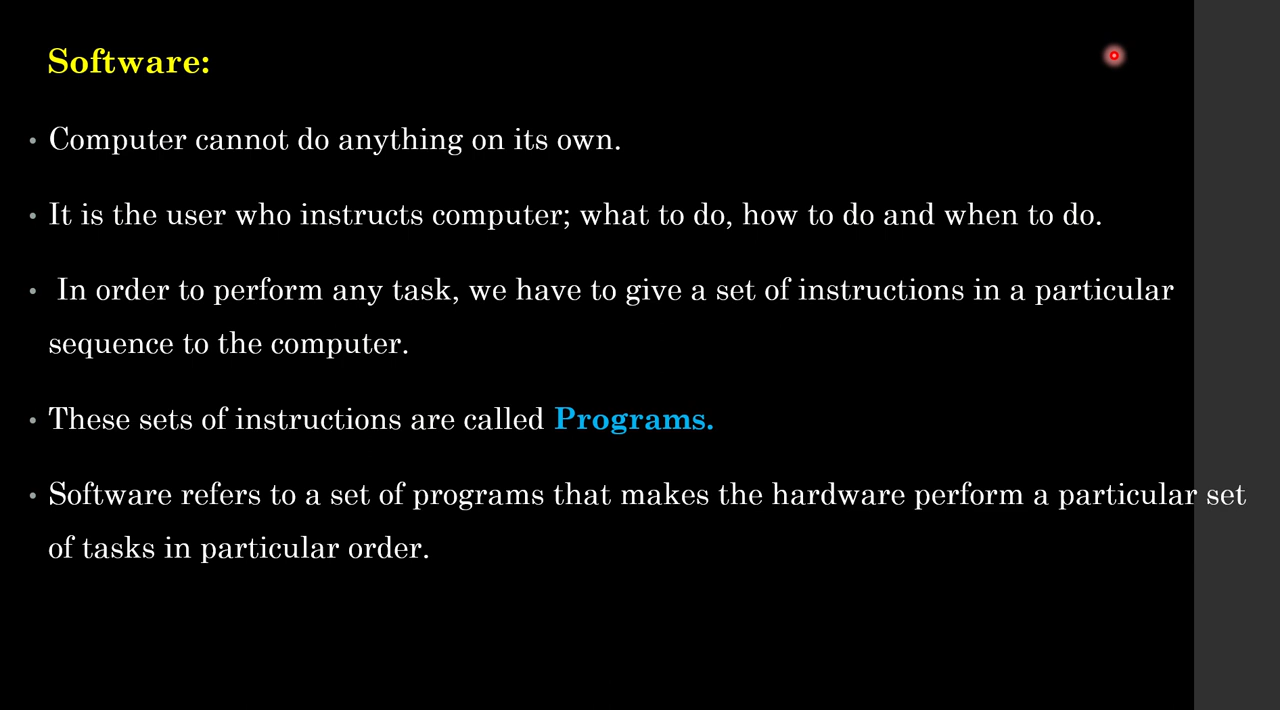 Software:
• Computer cannot do anything on its own.
• It is the user who instructs computer; what to do, how to do and when to do.
• In order to perform any task, we have to give a set of instructions in a particular
sequence to the computer.
• These sets of instructions are called Programs.
• Software refers to a set of programs that makes the hardware perform a particular set
of tasks in particular order.